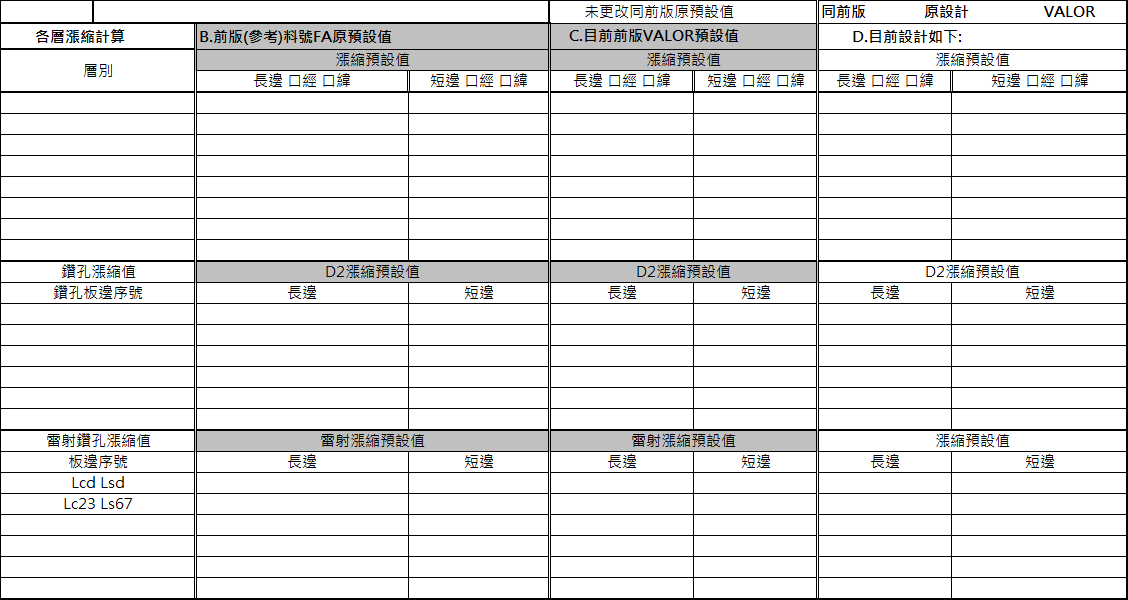 未更改同前版原預設值 同前版 原設計 VALOR
各層漲縮計算 B.前版(參考)料號FA原預設值 C.目前前版VALOR預設值 D.目前設計如下:
層別 漲縮預設值 漲縮預設值 漲縮預設值
長邊 口經 口緯 短邊 口經 口緯 長邊 口經 口緯 短邊 口經 口緯 長邊 口經 口緯 短邊 口經 口緯
鑽孔漲縮值 D2漲縮預設值 D2漲縮預設值 D2漲縮預設值
鑽孔板邊序號 長邊 短邊 長邊 短邊 長邊 短邊
雷射鑽孔漲縮值 雷射漲縮預設值 雷射漲縮預設值 漲縮預設值
板邊序號 長邊 短邊 長邊 短邊 長邊 短邊
Lcd Lsd
Lc23 Ls67